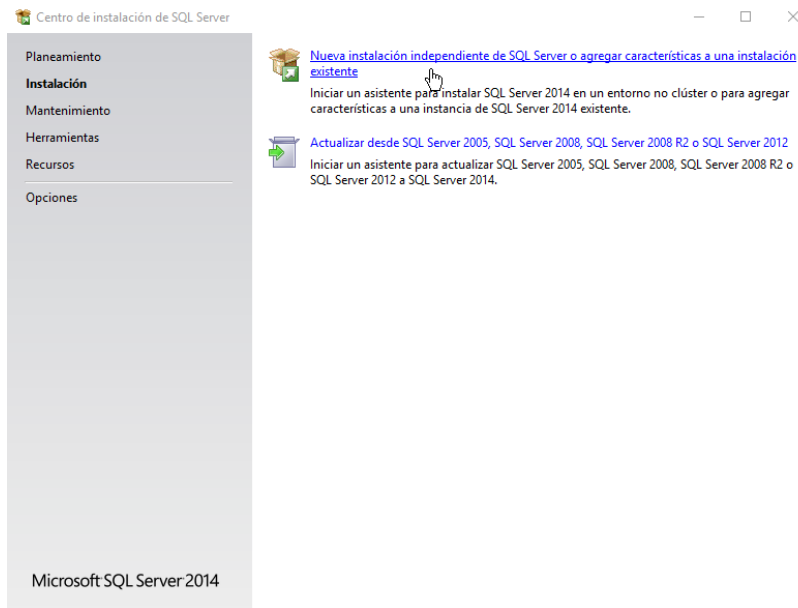 Centro de instalación de SQL Server
Planeamiento
Instalación
Mantenimiento
Herramientas
Recursos
Opciones
Nueva instalación independiente de SQL Server o agregar características a una instalación
existente
Iniciar un asistente para instalar SQL Server 2014 en un entorno no clúster o para agregar
características a una instancia de SQL Server 2014 existente.
Actualizar desde SQL Server 2005, SQL Server 2008, SQL Server 2008 R2 o SQL Server 2012
Iniciar un asistente para actualizar SQL Server 2005, SQL Server 2008, SQL Server 2008 R2 o
SQL Server 2012 a SQL Server 2014.
Microsoft SQL Server 2014